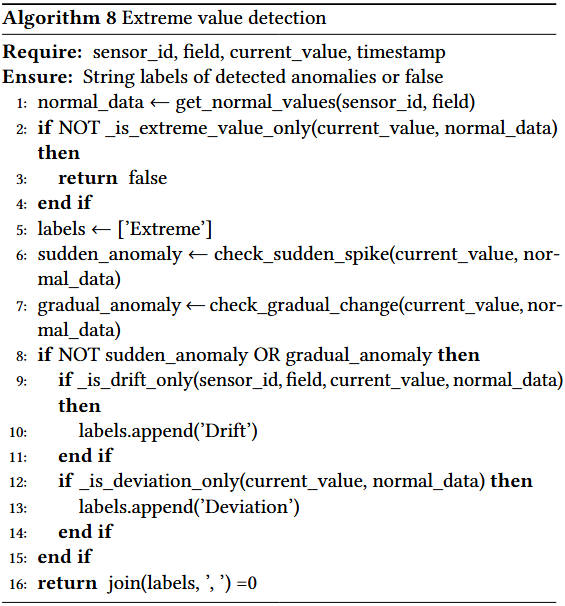 Algorithm 8 Extreme value detection
Require: sensor_id, field, current_value, timestamp
Ensure: String labels of detected anomalies or false
1: normal_data ← get_normal_values(sensor_id, field)
2: if NOT _is_extreme_value_only(current_value, normal_data)
then
3: return false
4: end if
5: labels ← ['Extreme']
6: sudden_anomaly ← check_sudden_spike(current_value, nor-
mal_data)
7: gradual_anomaly ← check_gradual_change(current_value, nor-
mal_data)
8: if NOT sudden_anomaly OR gradual_anomaly then
9: if _is_drift_only(sensor_id, field, current_value, normal_data)
then
10: labels.append('Drift')
11: end if
12: if _is_deviation_only(current_value, normal_data) then
13: labels.append('Deviation')
14: end if
15: end if
16: return join(labels, ', ') =0